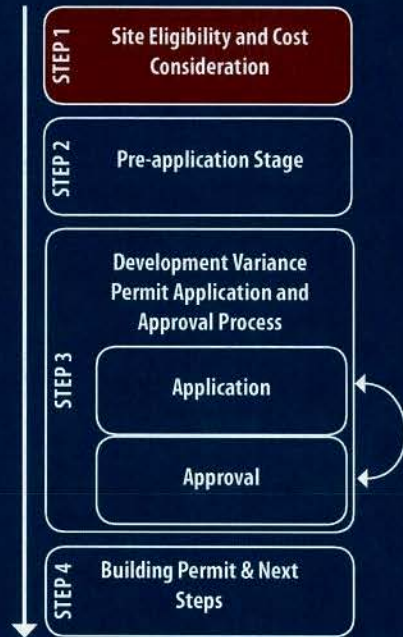 STEP 1
Site Eligibility and Cost
Consideration
STEP 2
Pre-application Stage
STEP 3
Development Variance
Permit Application and
Approval Process
Application
Approval
STEP 4
Building Permit & Next
Steps